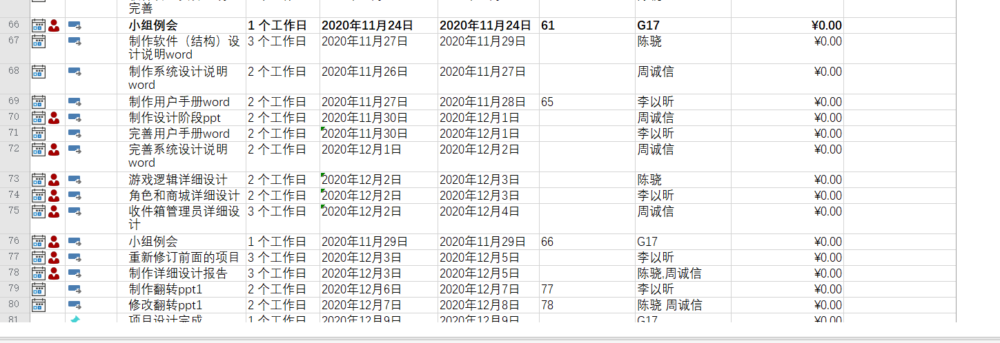 完善
66 小组例会 1 个工作日 2020年11月24日 2020年11月24日 61 G17 ¥0.00
67 制作软件（结构）设 3 个工作日 2020年11月27日 2020年11月29日 陈骁 ¥0.00
计说明word
68 制作系统设计说明 2 个工作日 2020年11月26日 2020年11月27日 周诚信 ¥0.00
word
69 制作用户手册word 2 个工作日 2020年11月27日 2020年11月28日 65 李以昕 ¥0.00
70 制作设计阶段ppt 2 个工作日 2020年11月30日 2020年12月1日 周诚信 ¥0.00
71 完善用户手册word 2 个工作日 2020年11月30日 2020年12月1日 李以昕 ¥0.00
72 完善系统设计说明 2 个工作日 2020年12月1日 2020年12月2日 周诚信 ¥0.00
word
73 游戏逻辑详细设计 2 个工作日 2020年12月2日 2020年12月3日 陈骁 ¥0.00
74 角色和商城详细设计 2 个工作日 2020年12月2日 2020年12月3日 李以昕 ¥0.00
75 收件箱管理员详细设 3 个工作日 2020年12月2日 2020年12月4日 周诚信 ¥0.00
计
76 小组例会 1 个工作日 2020年11月29日 2020年11月29日 66 G17 ¥0.00
77 重新修订前面的项目 3 个工作日 2020年12月3日 2020年12月5日 李以昕 ¥0.00
78 制作详细设计报告 3 个工作日 2020年12月3日 2020年12月5日 陈骁,周诚信 ¥0.00
79 制作翻转ppt1 2 个工作日 2020年12月6日 2020年12月7日 77 李以昕 ¥0.00
80 修改翻转ppt1 2 个工作日 2020年12月7日 2020年12月8日 78 陈骁 周诚信 ¥0.00
81 项目设计完成 1 个工作日 2020年12月9日 2020年12月9日 G17 ¥0.00